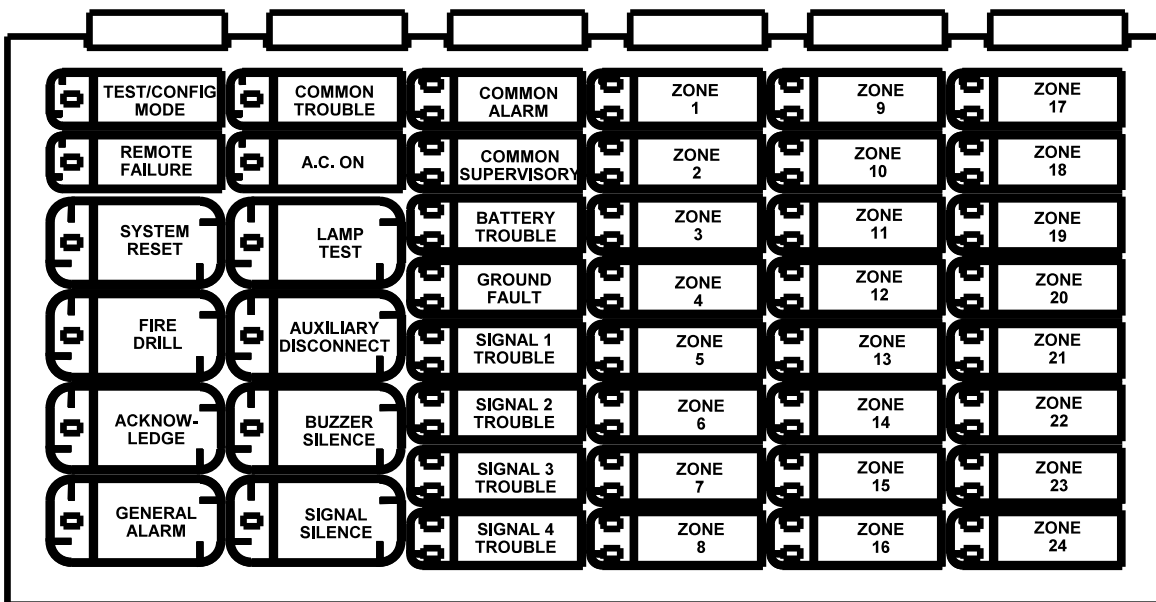 TEST/CONFIG
MODE
REMOTE
FAILURE
SYSTEM
RESET
FIRE
DRILL
ACKNOW-
LEDGE
GENERAL
ALARM
COMMON
TROUBLE
A.C. ON
LAMP
TEST
AUXILIARY
DISCONNECT
BUZZER
SILENCE
SIGNAL
SILENCE
COMMON
ALARM
COMMON
SUPERVISORY
BATTERY
TROUBLE
GROUND
FAULT
SIGNAL 1
TROUBLE
SIGNAL 2
TROUBLE
SIGNAL 3
TROUBLE
SIGNAL 4
TROUBLE
ZONE
1
ZONE
2
ZONE
3
ZONE
4
ZONE
5
ZONE
6
ZONE
7
ZONE
8
ZONE
9
ZONE
10
ZONE
11
ZONE
12
ZONE
13
ZONE
14
ZONE
15
ZONE
16
ZONE
17
ZONE
18
ZONE
19
ZONE
20
ZONE
21
ZONE
22
ZONE
23
ZONE
24